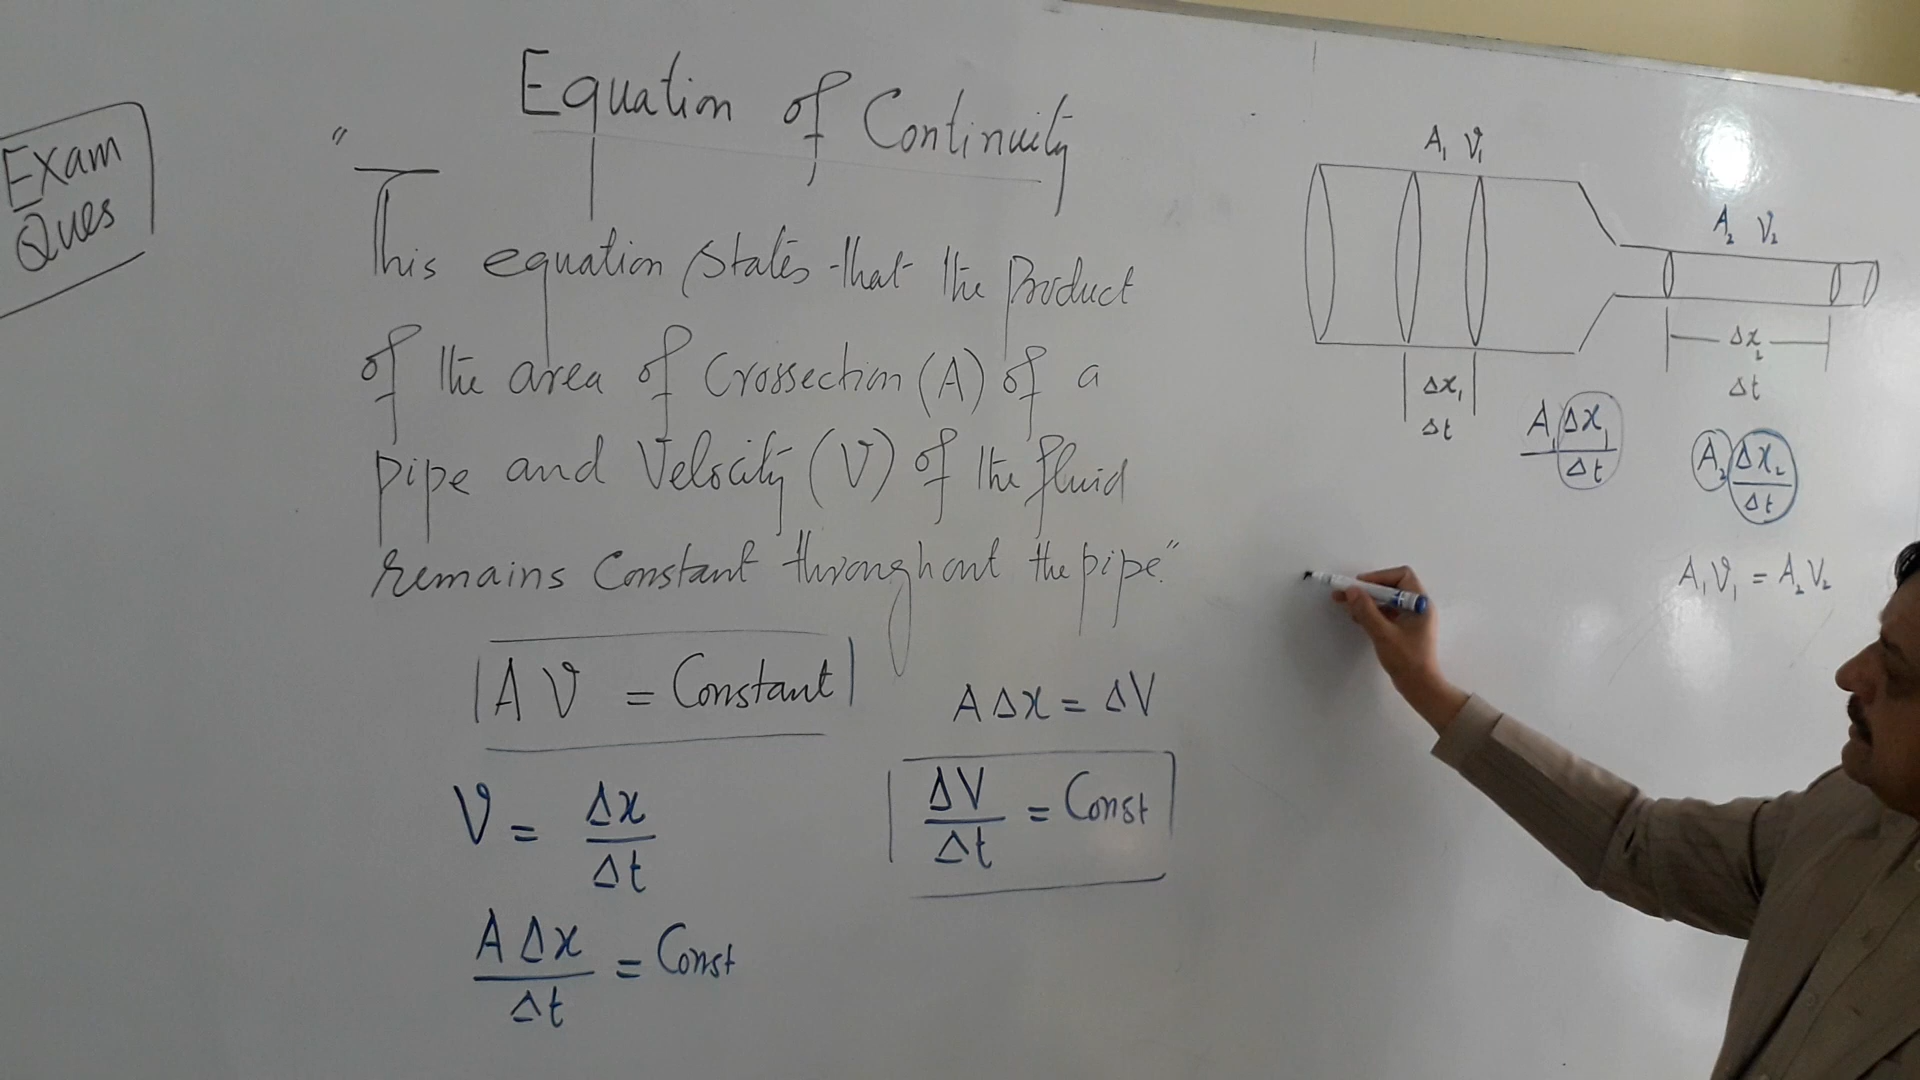 Exam
Ques
Equation of Continuity
"This equation states that the Product
of the area of Crossection (A) of a
pipe and Velocity (V) of the fluid
remains Constant throughout the pipe."
A V = Constant
V = Δx/Δt
A Δx/Δt = Const
A Δx = ΔV
ΔV/Δt = Const
A₁ V₁
A₂ V₂
Δx₁
Δt
Δx₂
Δt
A₁ Δx₁/Δt
A₂ Δx₂/Δt
A₁V₁ = A₂V₂